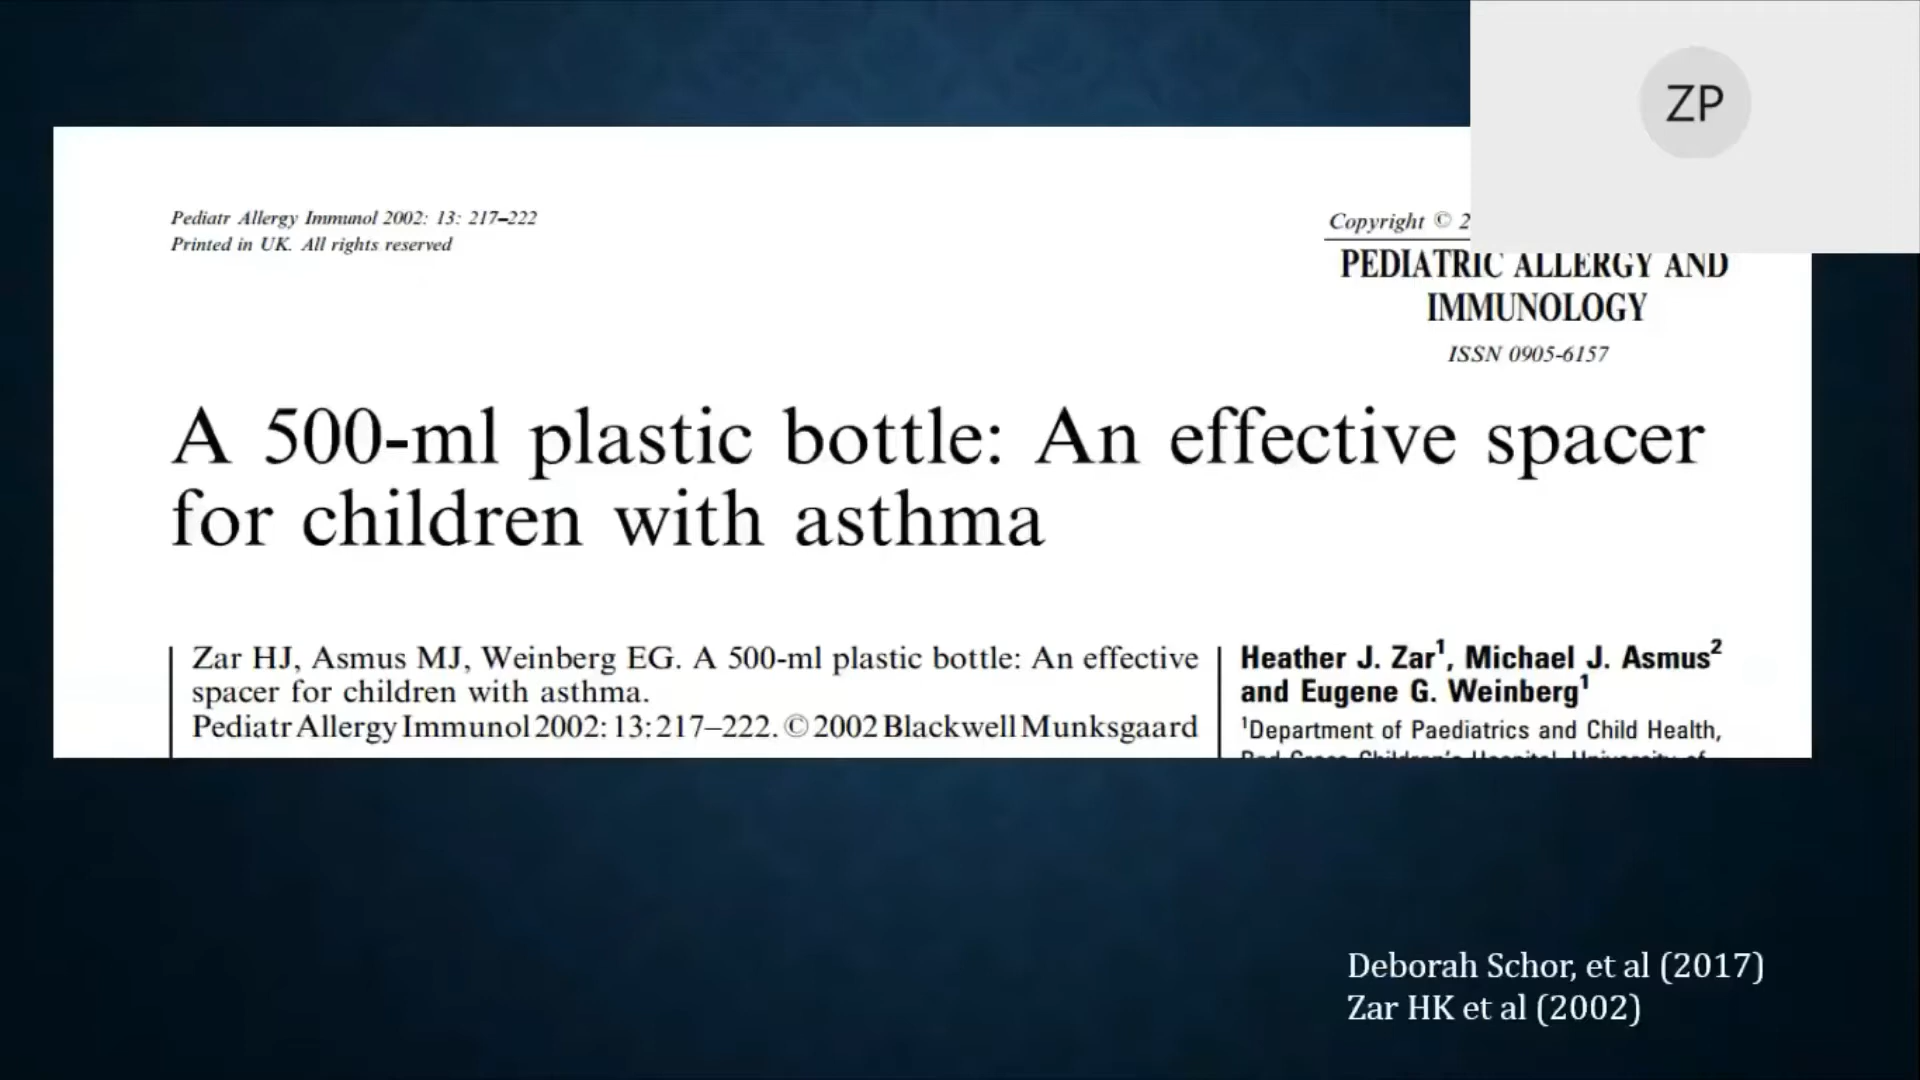 ZP
Pediatr Allergy Immunol 2002: 13: 217–222
Printed in UK. All rights reserved
Copyright © 2
PEDIATRIC ALLERGY AND
IMMUNOLOGY
ISSN 0905-6157
A 500-ml plastic bottle: An effective spacer
for children with asthma
Zar HJ, Asmus MJ, Weinberg EG. A 500-ml plastic bottle: An effective
spacer for children with asthma.
Pediatr Allergy Immunol 2002: 13: 217–222. © 2002 Blackwell Munksgaard
Heather J. Zar¹, Michael J. Asmus²
and Eugene G. Weinberg¹
¹Department of Paediatrics and Child Health,
Deborah Schor, et al (2017)
Zar HK et al (2002)